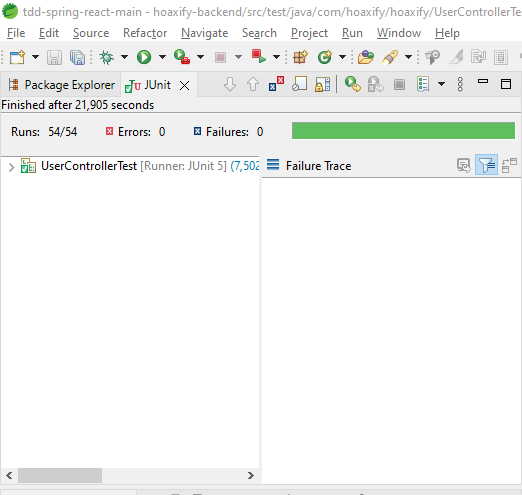 tdd-spring-react-main - hoaxify-backend/src/test/java/com/hoaxify/hoaxify/UserControllerTe
File Edit Source Refactor Navigate Search Project Run Window Help
Package Explorer JUnit
Finished after 21,905 seconds
Runs: 54/54 Errors: 0 Failures: 0
UserControllerTest [Runner: JUnit 5] (7,502
Failure Trace